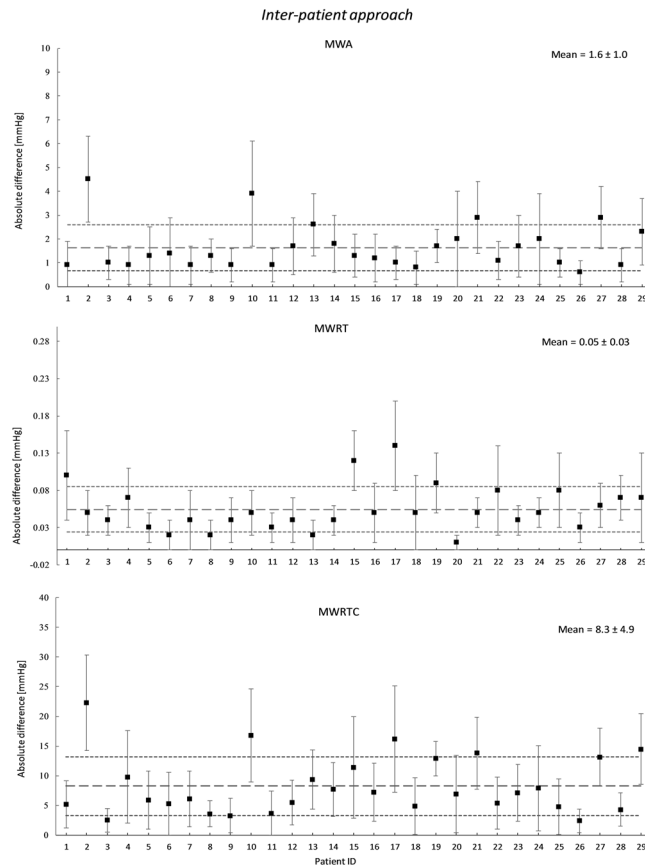 Inter-patient approach
MWA
Mean = 1.6 ± 1.0
Absolute difference [mmHg]
10
9
8
7
6
5
4
3
2
1
0
1 2 3 4 5 6 7 8 9 10 11 12 13 14 15 16 17 18 19 20 21 22 23 24 25 26 27 28 29
MWRT
Mean = 0.05 ± 0.03
Absolute difference [mmHg]
0.28
0.23
0.18
0.13
0.08
0.03
-0.02
1 2 3 4 5 6 7 8 9 10 11 12 13 14 15 16 17 18 19 20 21 22 23 24 25 26 27 28 29
MWRTC
Mean = 8.3 ± 4.9
Absolute difference [mmHg]
40
35
30
25
20
15
10
5
0
1 2 3 4 5 6 7 8 9 10 11 12 13 14 15 16 17 18 19 20 21 22 23 24 25 26 27 28 29
Patient ID